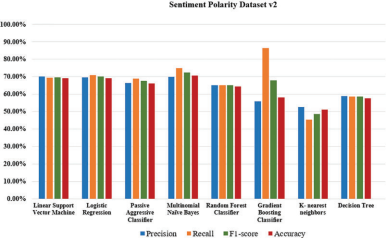 Sentiment Polarity Dataset v2
100.00%
90.00%
80.00%
70.00%
60.00%
50.00%
40.00%
30.00%
20.00%
10.00%
0.00%
Linear Support
Vector Machine
Logistic
Regression
Passive
Aggressive
Classifier
Multinomial
Naïve Bayes
Random Forest
Classifier
Gradient
Boosting
Classifier
K- nearest
neighbors
Decision Tree
Precision
Recall
F1-score
Accuracy